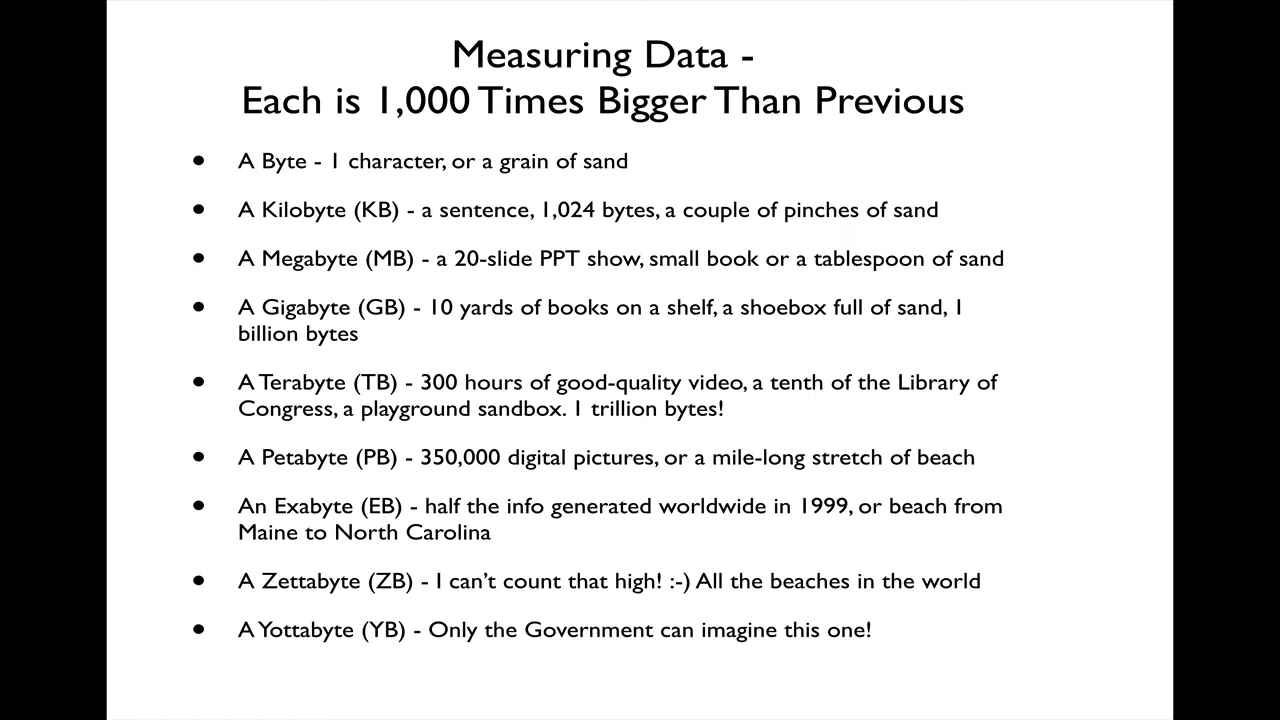 Measuring Data -
Each is 1,000 Times Bigger Than Previous
• A Byte - 1 character, or a grain of sand
• A Kilobyte (KB) - a sentence, 1,024 bytes, a couple of pinches of sand
• A Megabyte (MB) - a 20-slide PPT show, small book or a tablespoon of sand
• A Gigabyte (GB) - 10 yards of books on a shelf, a shoebox full of sand, 1
billion bytes
• A Terabyte (TB) - 300 hours of good-quality video, a tenth of the Library of
Congress, a playground sandbox. 1 trillion bytes!
• A Petabyte (PB) - 350,000 digital pictures, or a mile-long stretch of beach
• An Exabyte (EB) - half the info generated worldwide in 1999, or beach from
Maine to North Carolina
• A Zettabyte (ZB) - I can't count that high! :-) All the beaches in the world
• A Yottabyte (YB) - Only the Government can imagine this one!